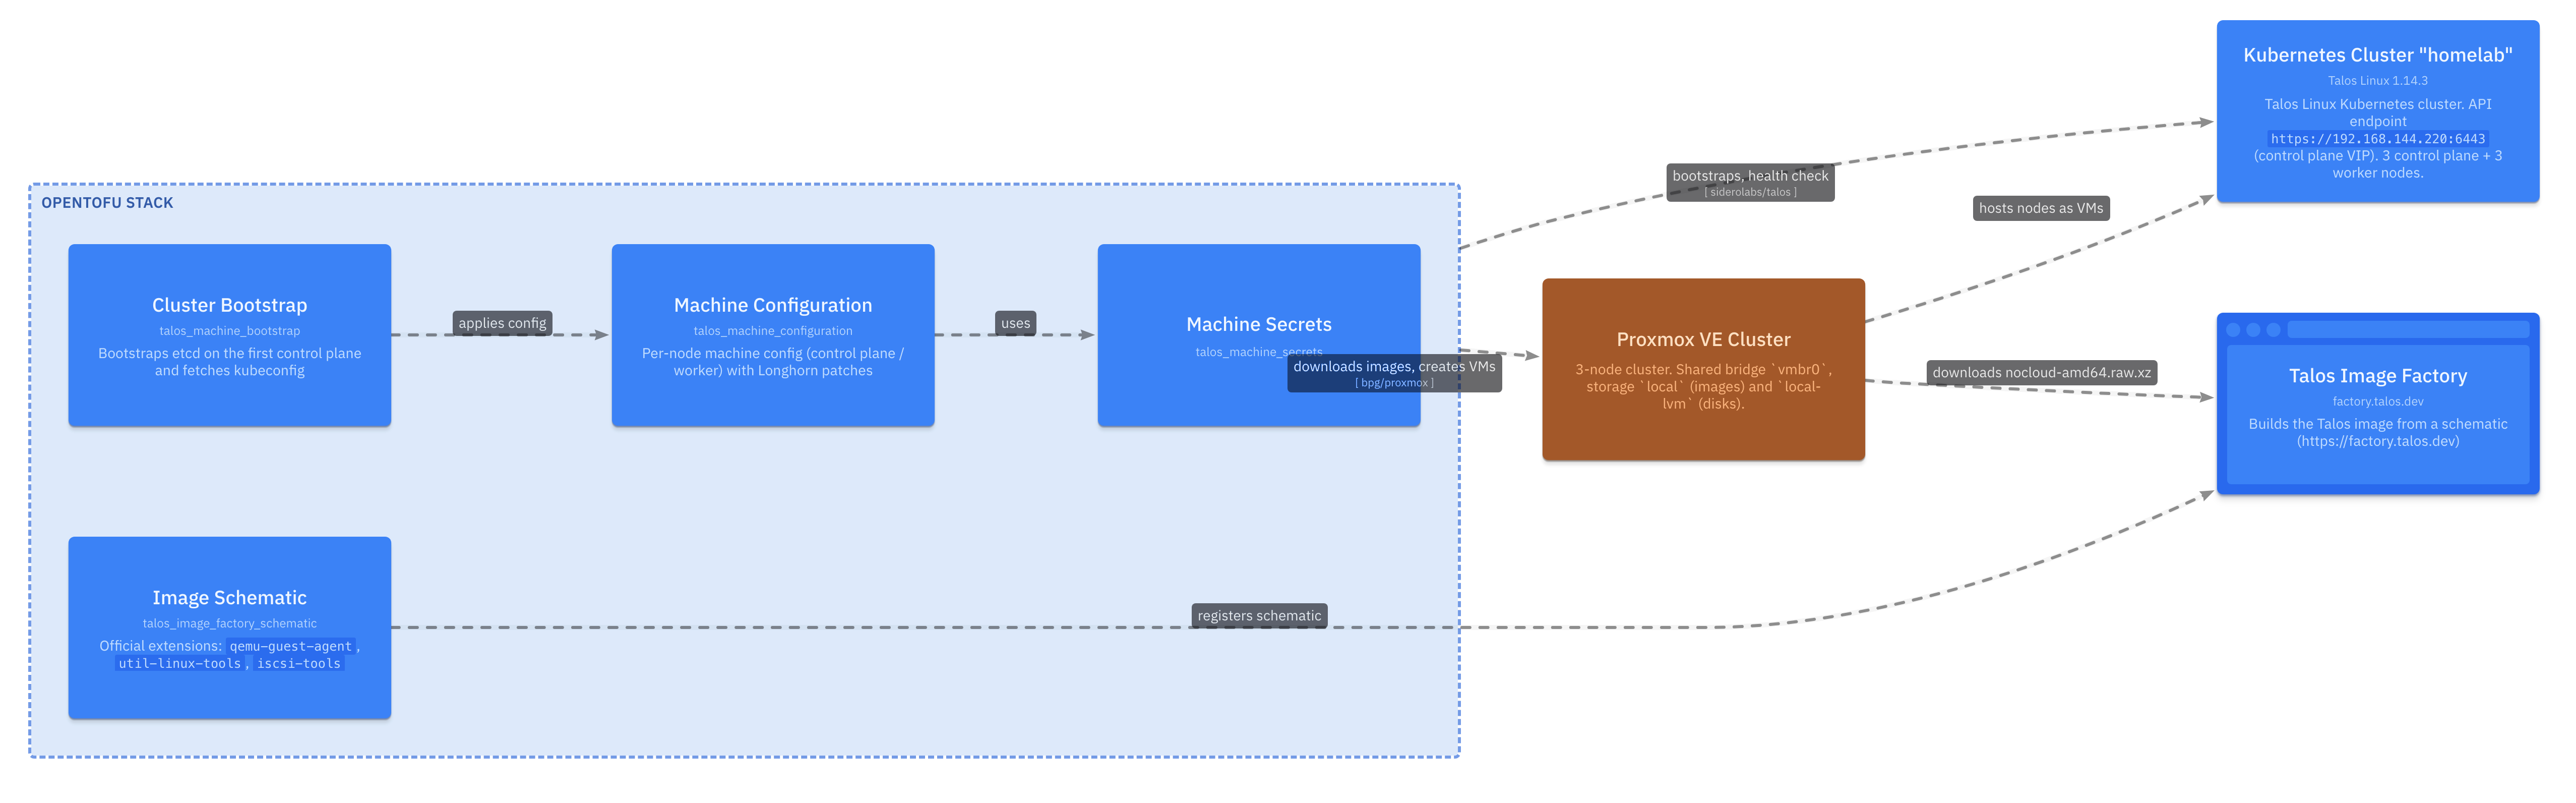 Kubernetes Cluster "homelab"
Talos Linux 1.14.3
Talos Linux Kubernetes cluster. API
endpoint
https://192.168.144.220:6443
(control plane VIP). 3 control plane + 3
worker nodes.
bootstraps, health check
[ siderolabs/talos ]
hosts nodes as VMs
OPENTOFU STACK
Cluster Bootstrap
talos_machine_bootstrap
Bootstraps etcd on the first control plane
and fetches kubeconfig
applies config
Machine Configuration
talos_machine_configuration
Per-node machine config (control plane /
worker) with Longhorn patches
uses
Machine Secrets
talos_machine_secrets
downloads images, creates VMs
[ bpg/proxmox ]
Proxmox VE Cluster
3-node cluster. Shared bridge `vmbr0`,
storage `local` (images) and `local-
lvm` (disks).
downloads nocloud-amd64.raw.xz
Talos Image Factory
factory.talos.dev
Builds the Talos image from a schematic
(https://factory.talos.dev)
Image Schematic
talos_image_factory_schematic
Official extensions: qemu-guest-agent,
util-linux-tools, iscsi-tools
registers schematic